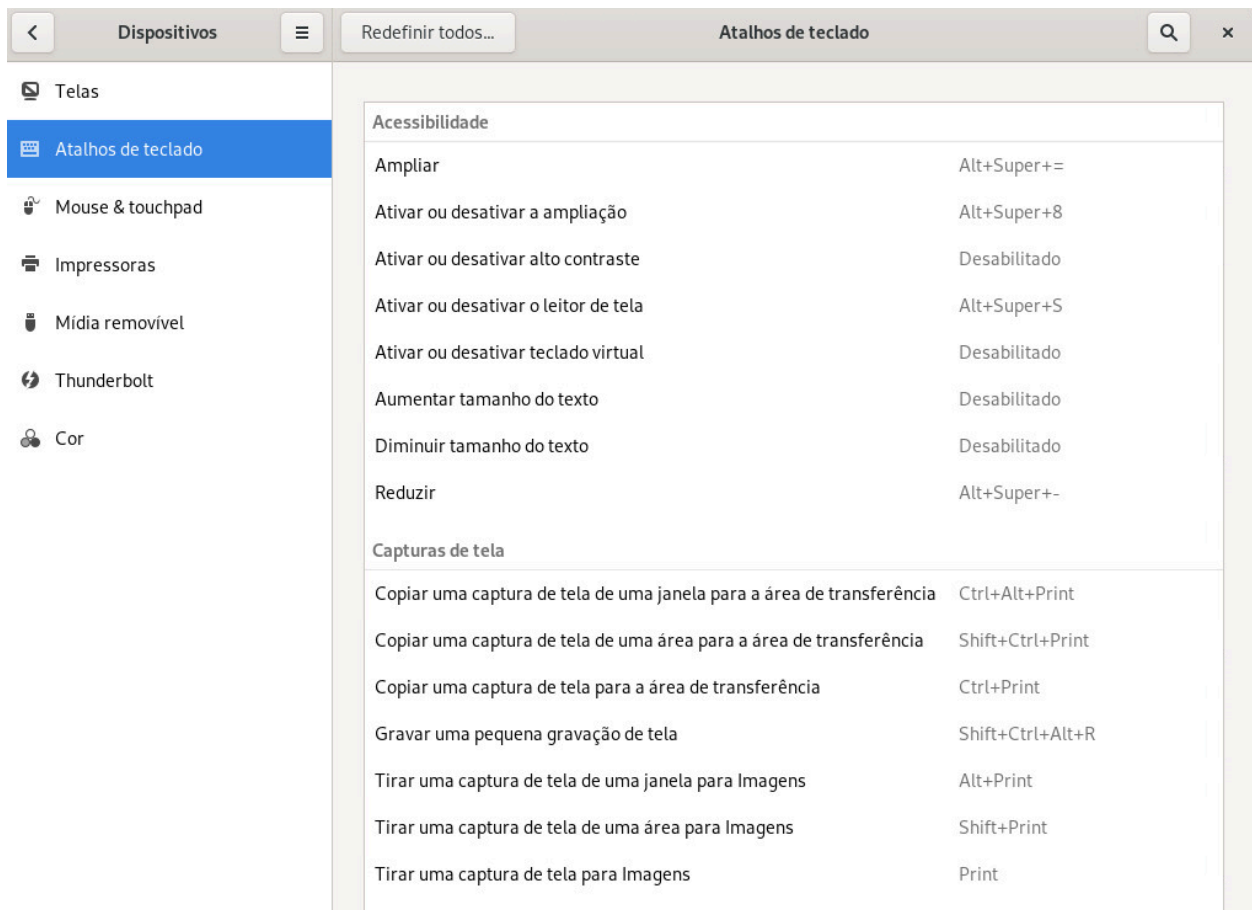 Dispositivos
Redefinir todos...
Atalhos de teclado
Telas
Atalhos de teclado
Mouse & touchpad
Impressoras
Mídia removível
Thunderbolt
Cor
Acessibilidade
Ampliar Alt+Super+=
Ativar ou desativar a ampliação Alt+Super+8
Ativar ou desativar alto contraste Desabilitado
Ativar ou desativar o leitor de tela Alt+Super+S
Ativar ou desativar teclado virtual Desabilitado
Aumentar tamanho do texto Desabilitado
Diminuir tamanho do texto Desabilitado
Reduzir Alt+Super+-
Capturas de tela
Copiar uma captura de tela de uma janela para a área de transferência Ctrl+Alt+Print
Copiar uma captura de tela de uma área para a área de transferência Shift+Ctrl+Print
Copiar uma captura de tela para a área de transferência Ctrl+Print
Gravar uma pequena gravação de tela Shift+Ctrl+Alt+R
Tirar uma captura de tela de uma janela para Imagens Alt+Print
Tirar uma captura de tela de uma área para Imagens Shift+Print
Tirar uma captura de tela para Imagens Print